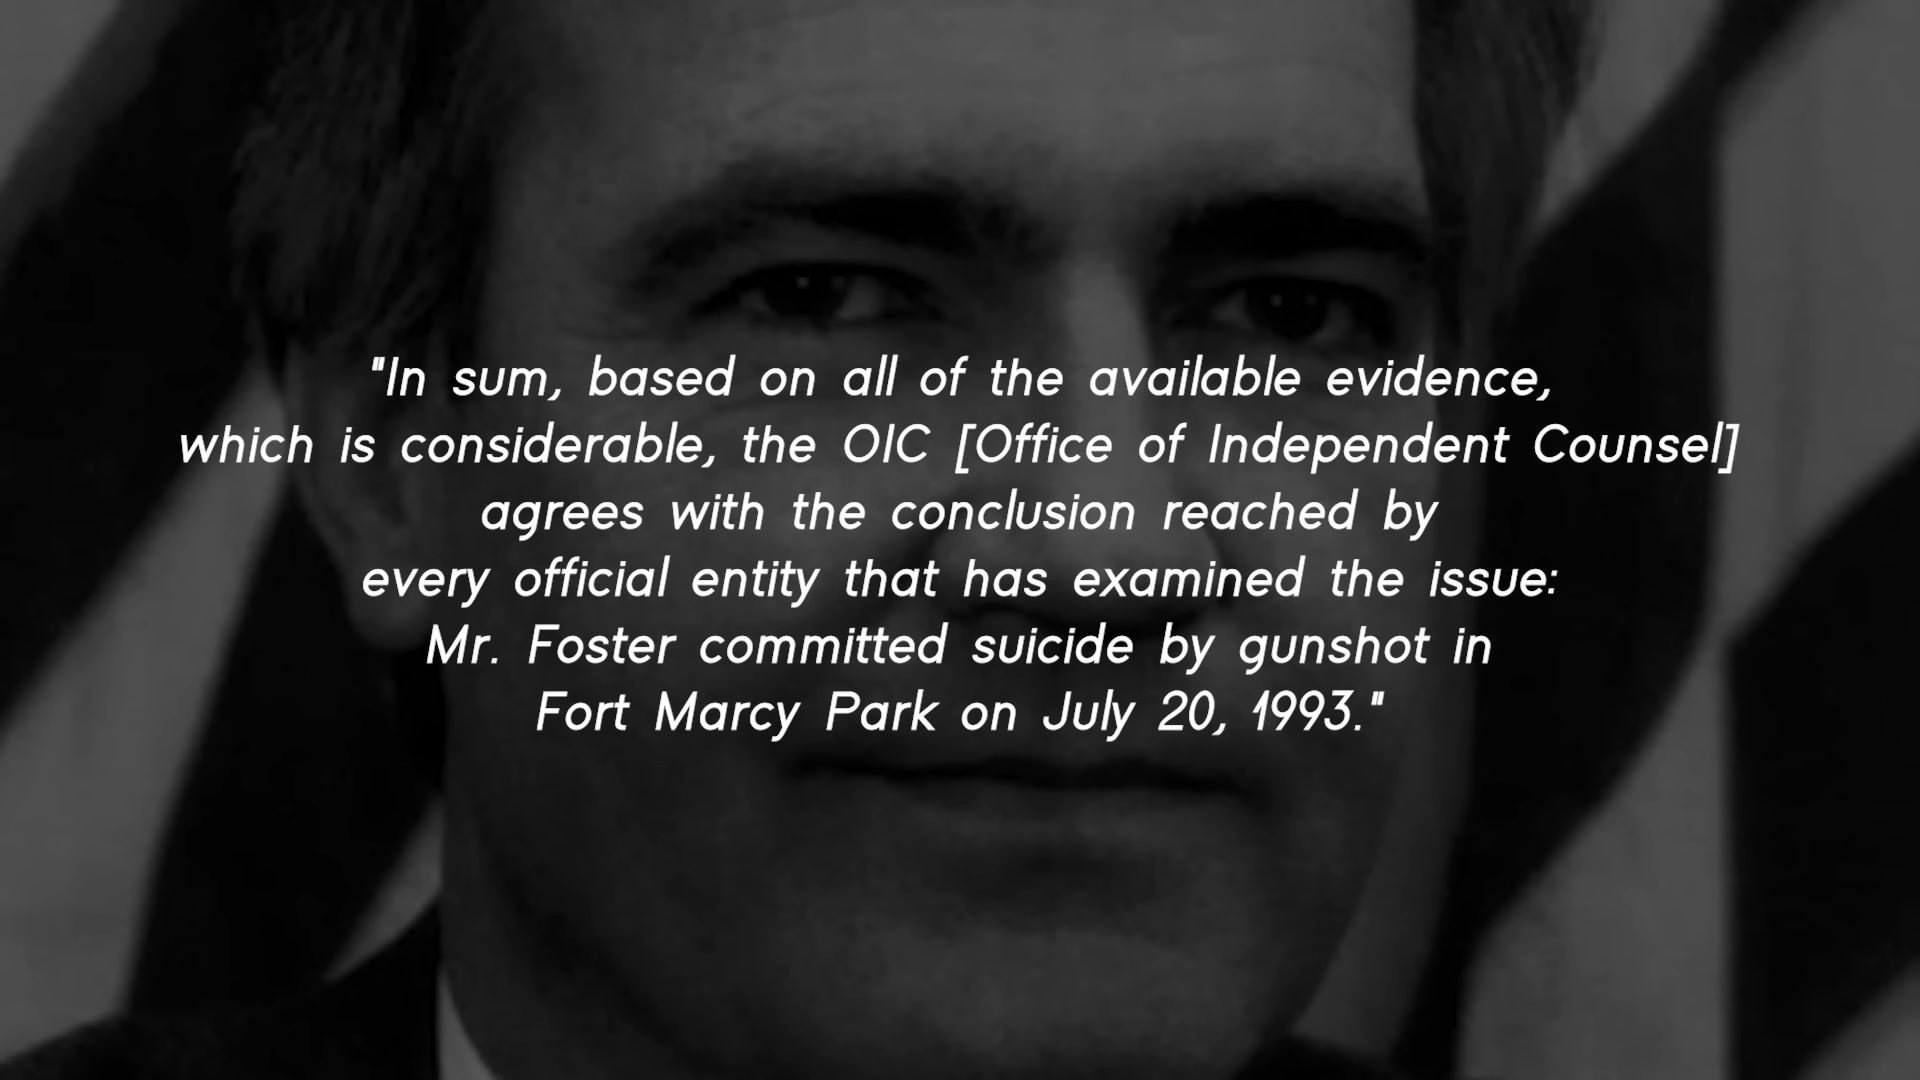 "In sum, based on all of the available evidence,
which is considerable, the OIC [Office of Independent Counsel]
agrees with the conclusion reached by
every official entity that has examined the issue:
Mr. Foster committed suicide by gunshot in
Fort Marcy Park on July 20, 1993."